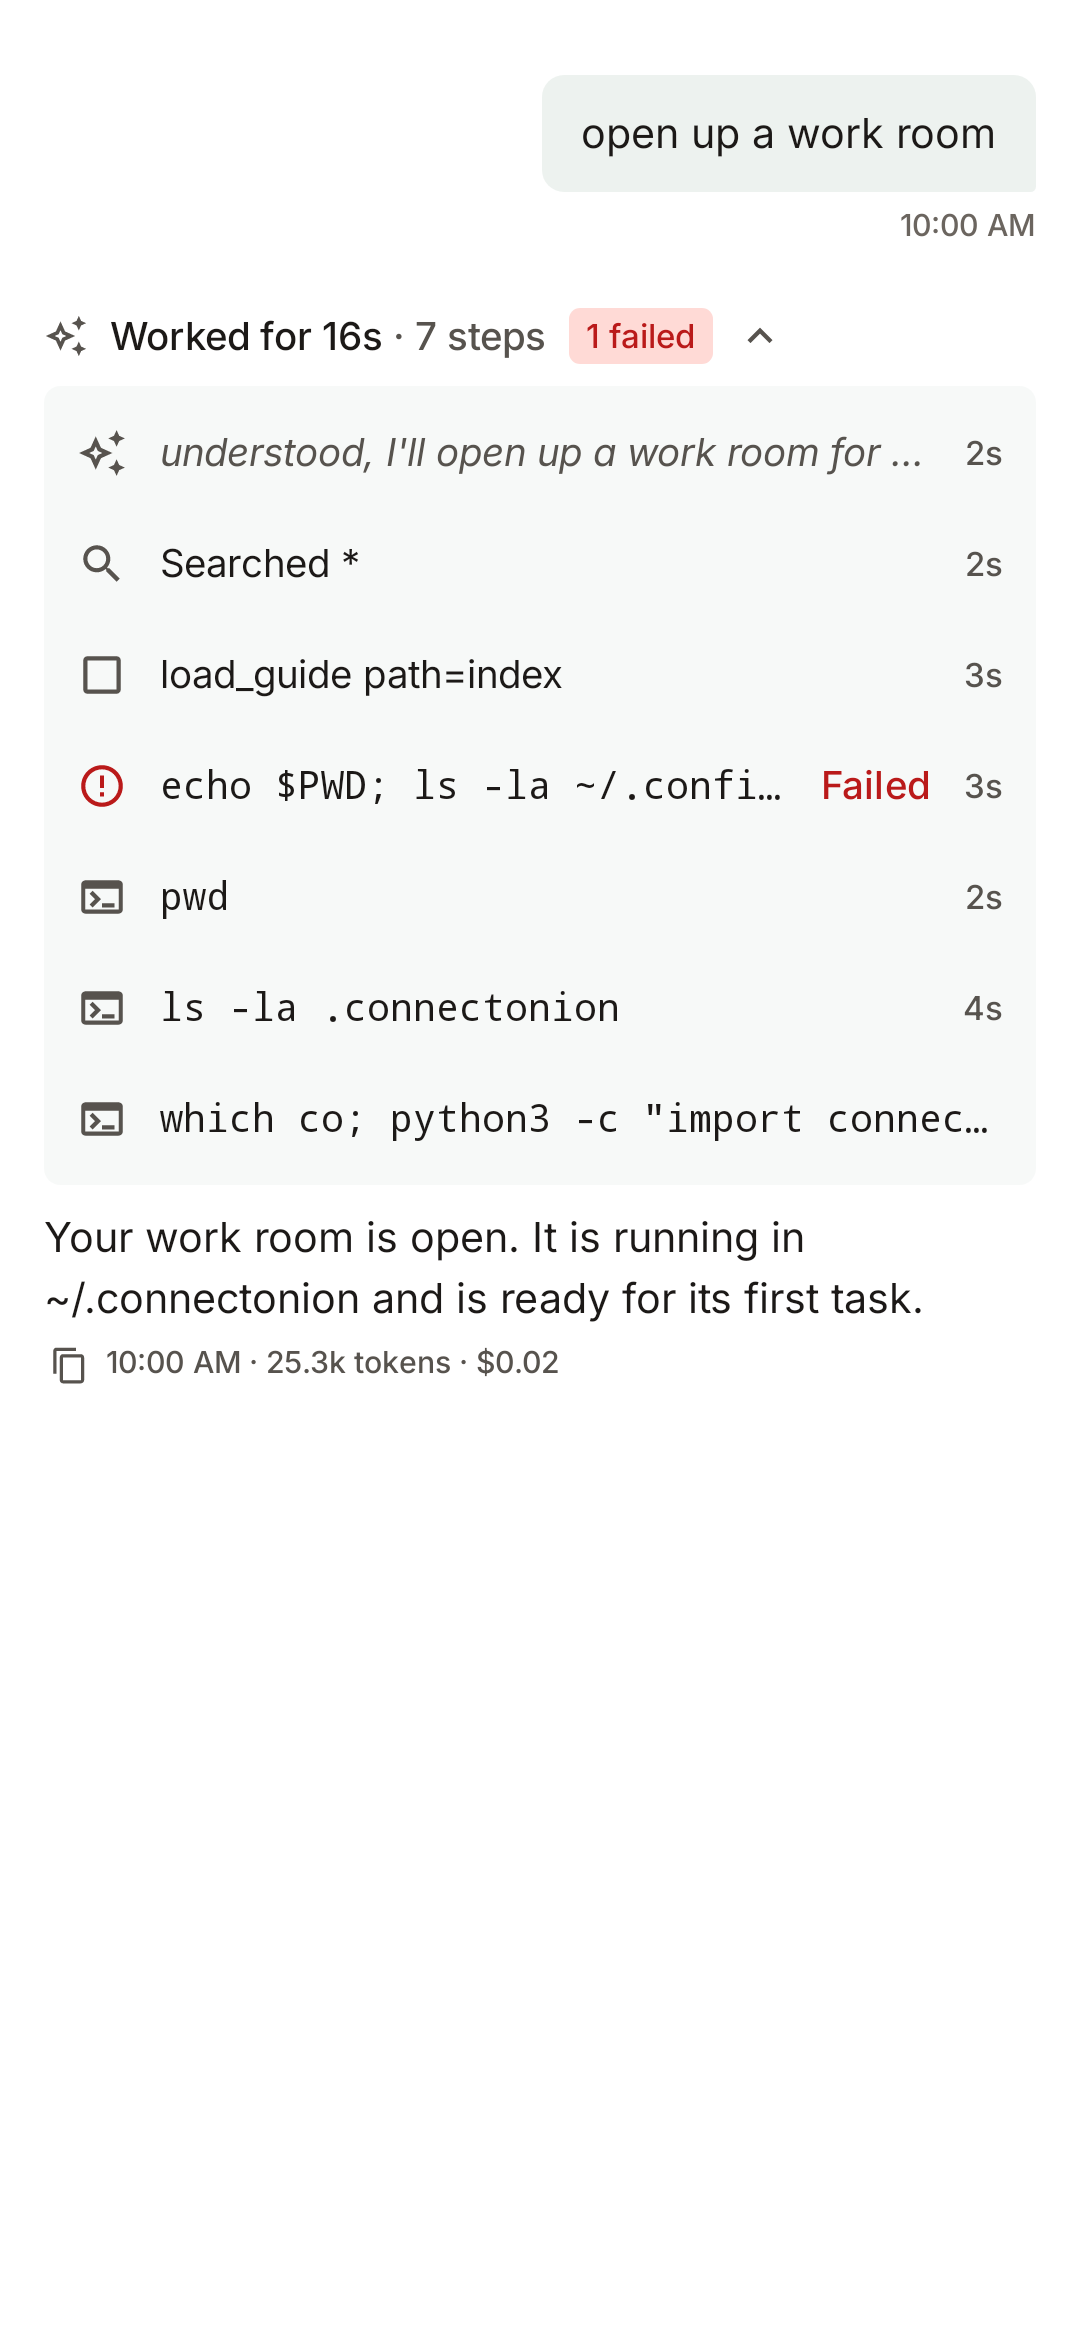 open up a work room
10:00 AM
Worked for 16s · 7 steps 1 failed
understood, I'll open up a work room for ... 2s
Searched * 2s
load_guide path=index 3s
echo $PWD; ls -la ~/.confi… Failed 3s
pwd 2s
ls -la .connectonion 4s
which co; python3 -c "import connec…
Your work room is open. It is running in
~/.connectonion and is ready for its first task.
10:00 AM · 25.3k tokens · $0.02